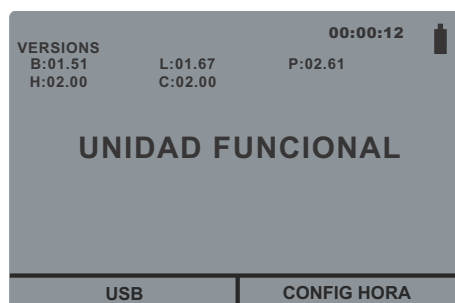 00:00:12
VERSIONS
B:01.51 L:01.67 P:02.61
H:02.00 C:02.00
UNIDAD FUNCIONAL
USB CONFIG HORA